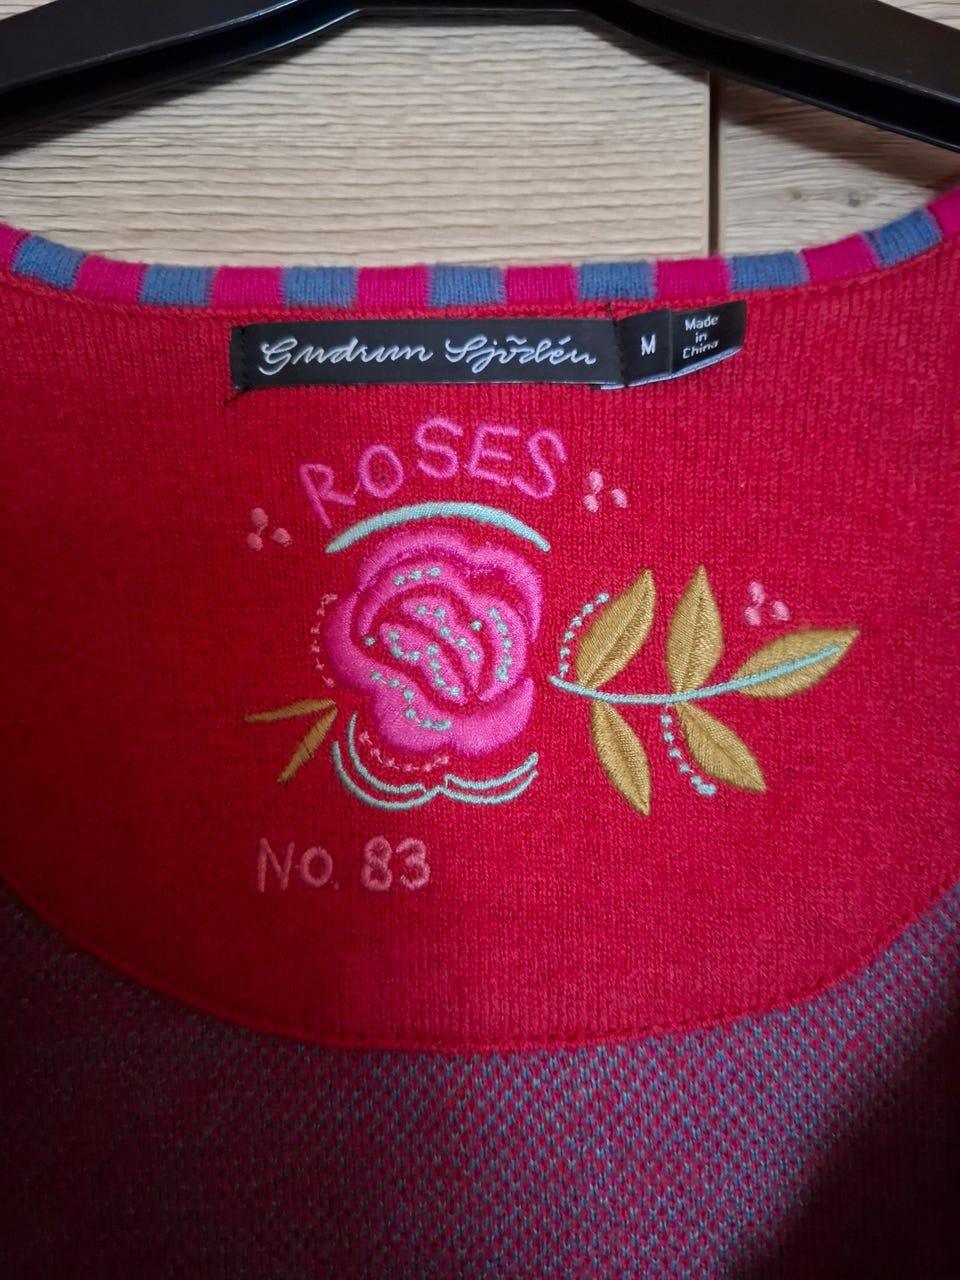 Gudrun Sjödén
M
Made
in
China
ROSES
No. 83